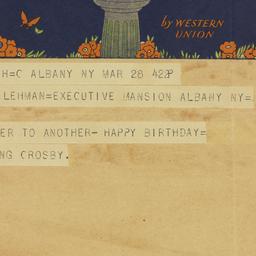 by WESTERN
UNION
H=C ALBANY NY MAR 28 422P
LEHMAN=EXECUTIVE MANSION ALBANY NY=
ER TO ANOTHER- HAPPY BIRTHDAY=
NG CROSBY.